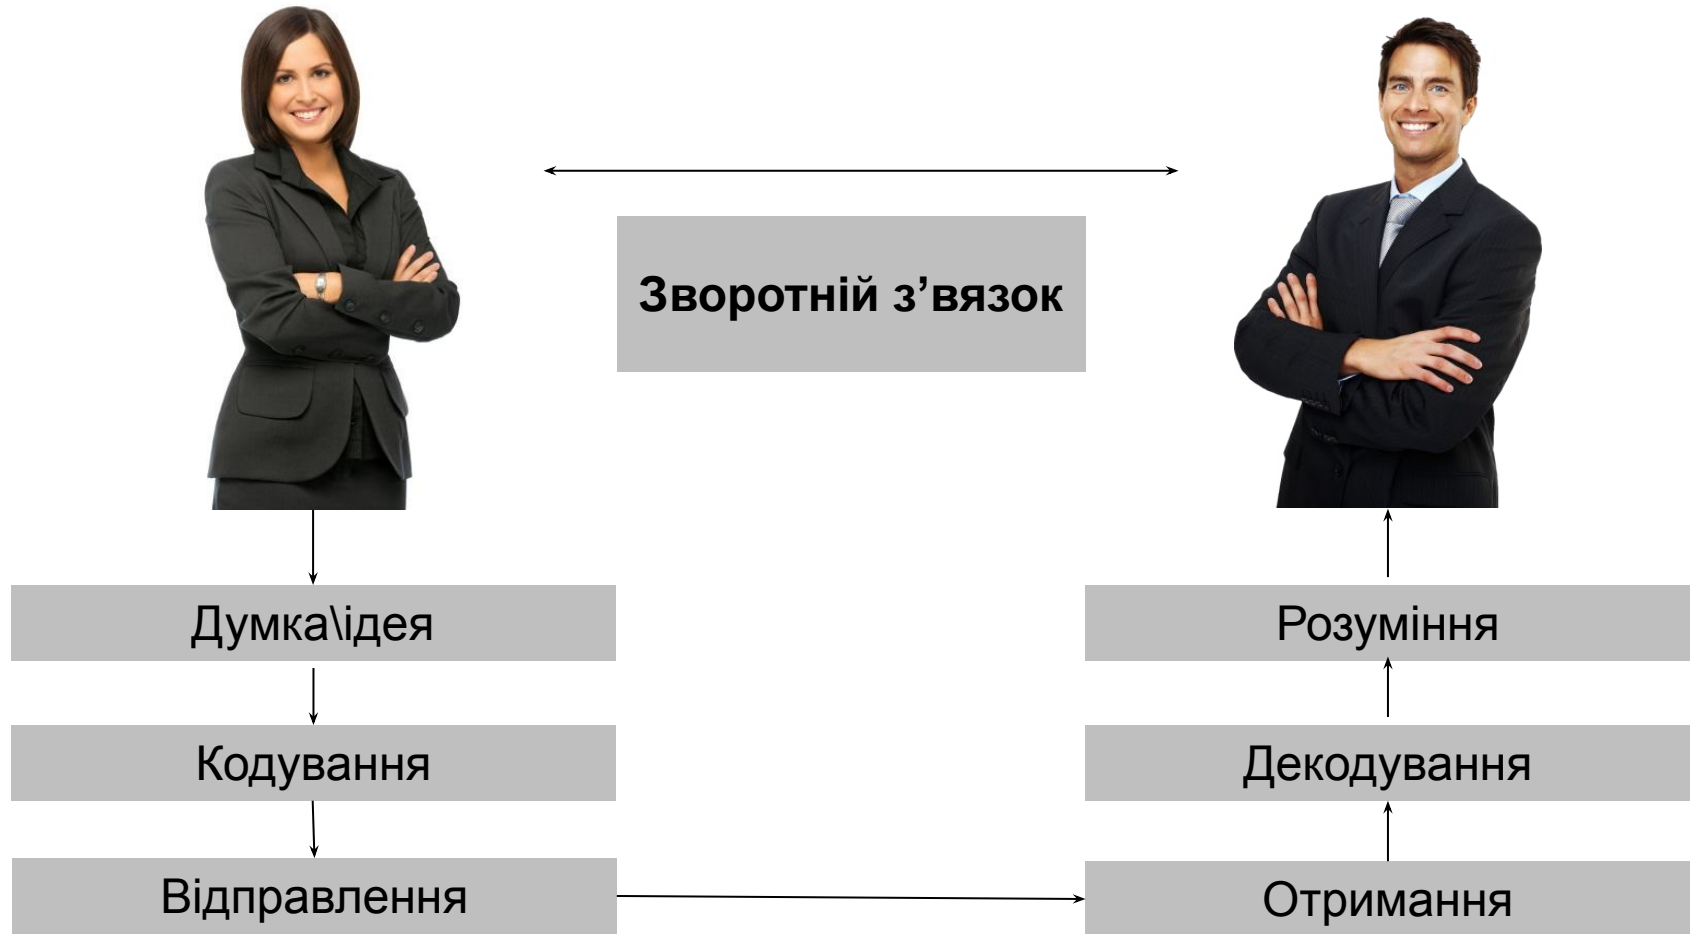 Зворотній з’вязок
Думка\ідея
Кодування
Відправлення
Розуміння
Декодування
Отримання